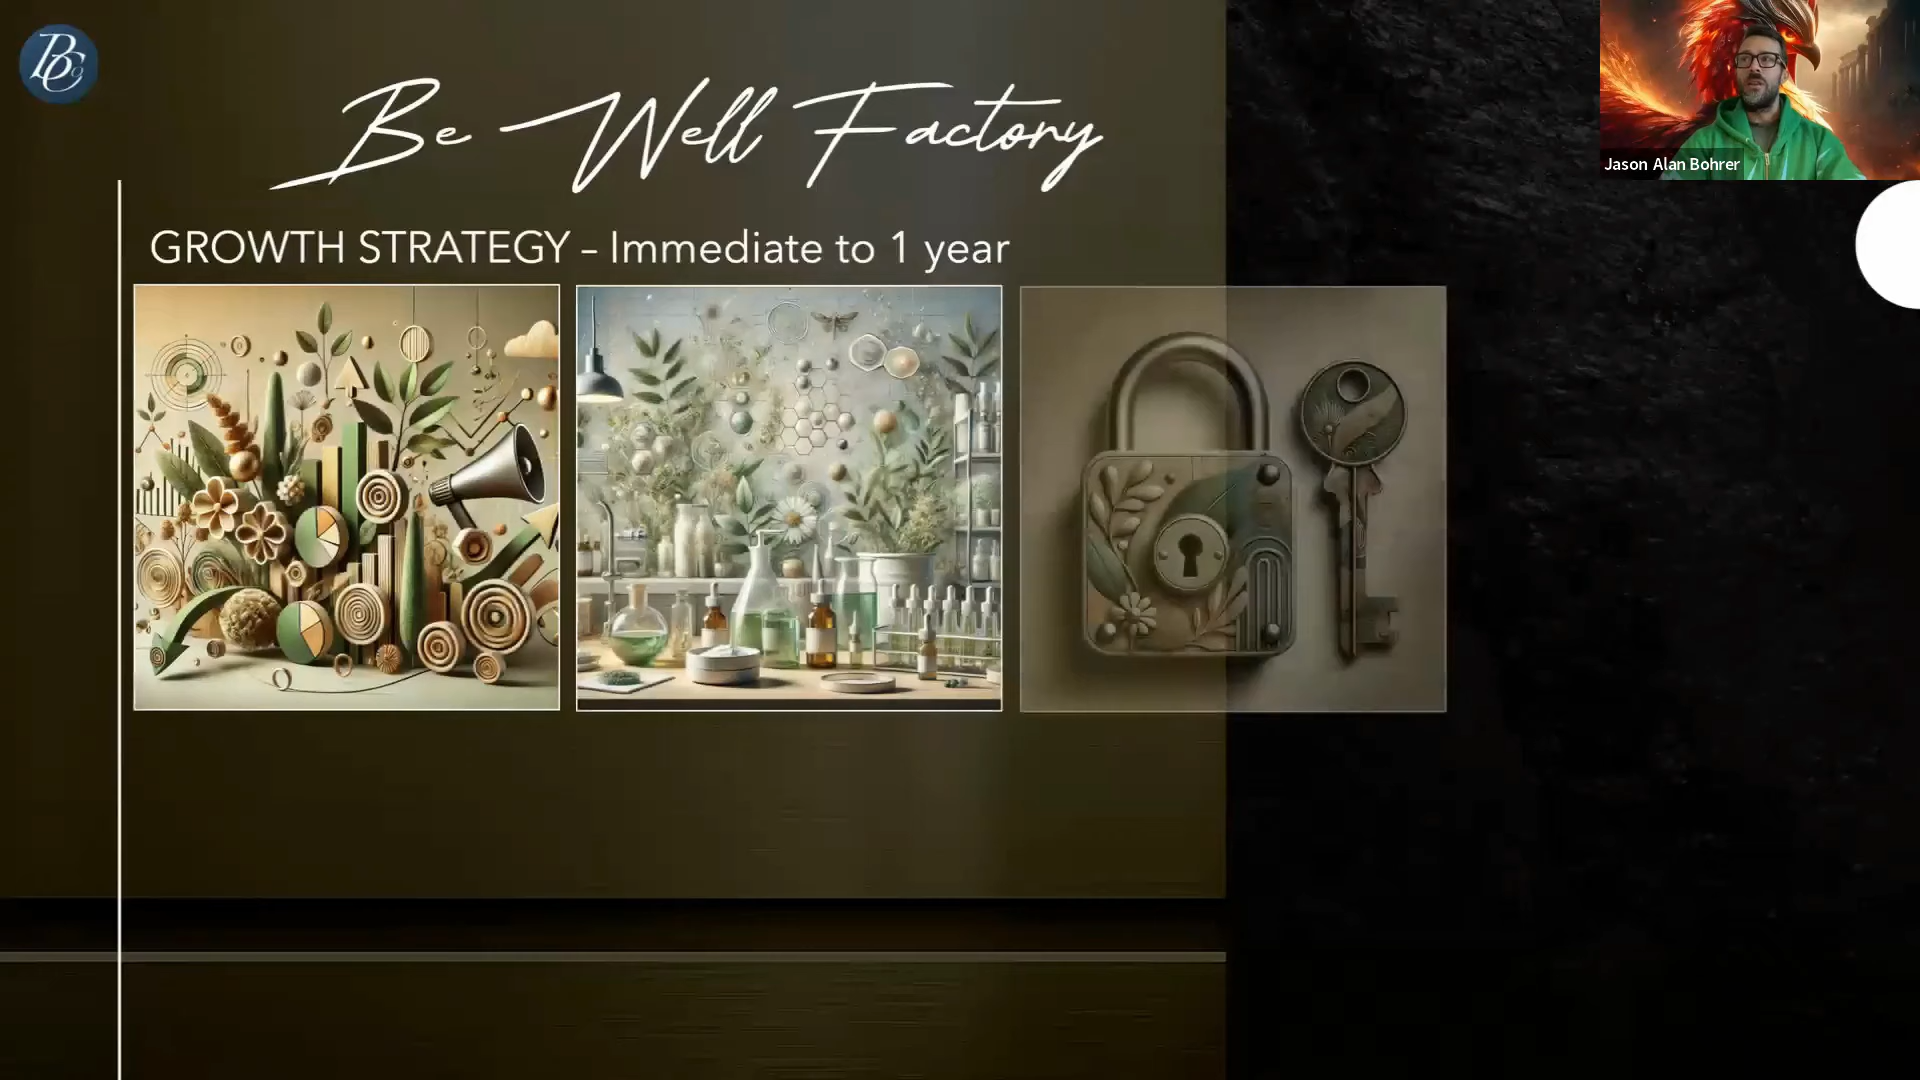 Be Well Factory
GROWTH STRATEGY – Immediate to 1 year
Jason Alan Bohrer